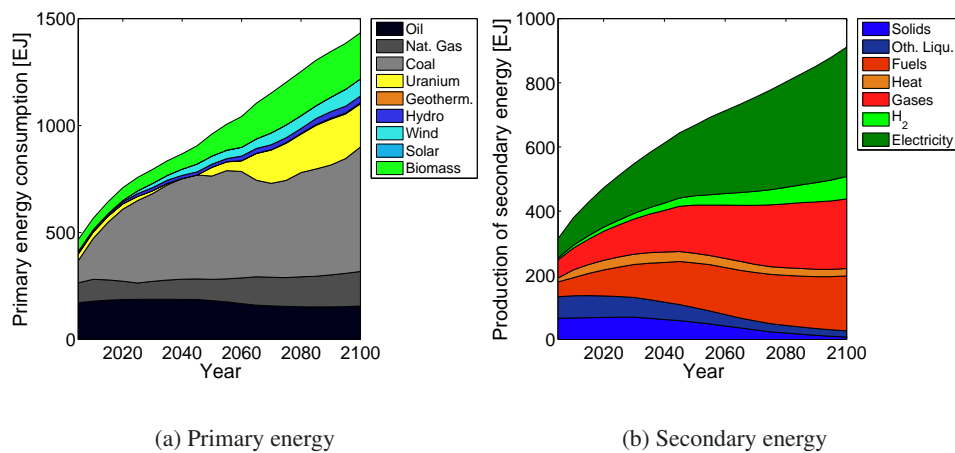 Primary energy consumption [EJ]
1500
1000
500
0
2020 2040 2060 2080 2100
Year
Oil
Nat. Gas
Coal
Uranium
Geotherm.
Hydro
Wind
Solar
Biomass
(a) Primary energy
Production of secondary energy [EJ]
1000
800
600
400
200
0
2020 2040 2060 2080 2100
Year
Solids
Oth. Liqu.
Fuels
Heat
Gases
H2
Electricity
(b) Secondary energy